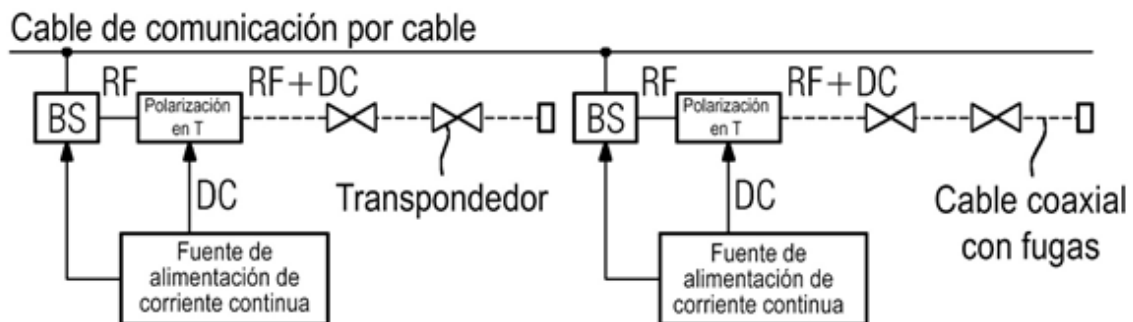 Cable de comunicación por cable
RF
RF+DC
RF
RF+DC
BS
Polarización
en T
BS
Polarización
en T
Transpondedor
DC
DC
Cable coaxial
con fugas
Fuente de
alimentación de
corriente continua
Fuente de
alimentación de
corriente continua